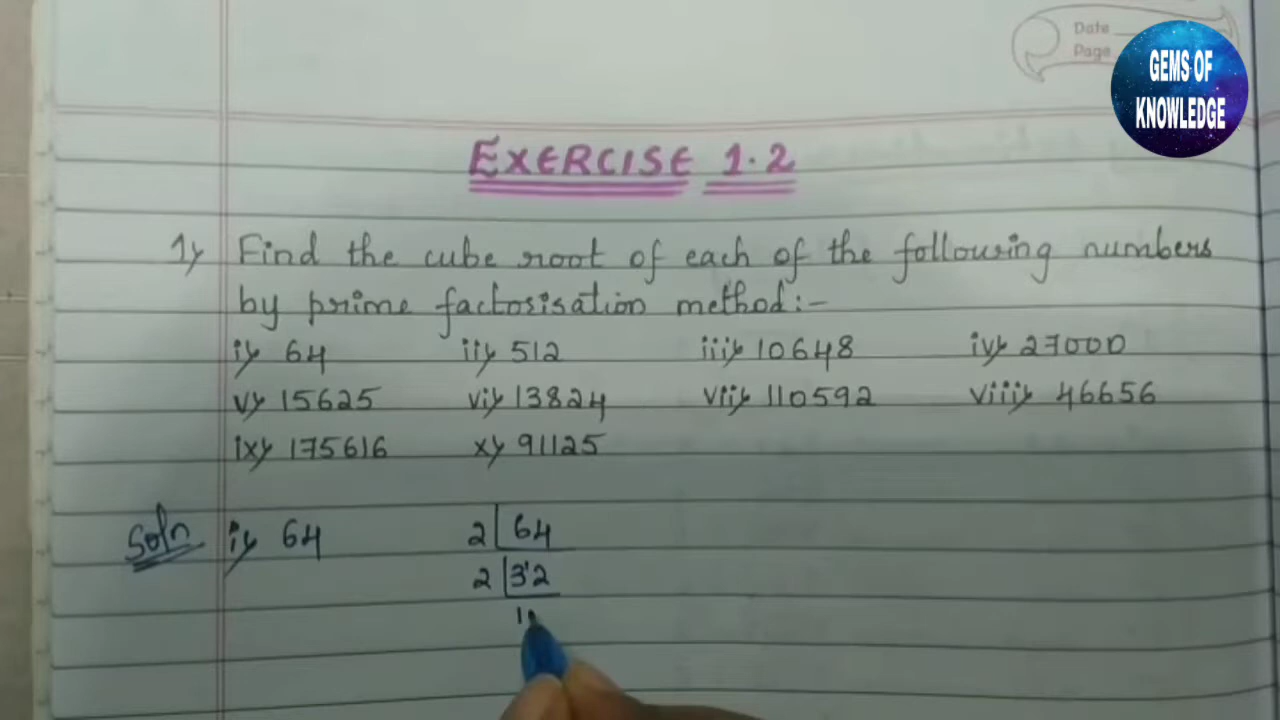 Date
Page
GEMS OF
KNOWLEDGE
EXERCISE 1.2
1) Find the cube root of each of the following numbers
by prime factorisation method:-
i) 64 ii) 512 iii) 10648 iv) 27000
v) 15625 vi) 13824 vii) 110592 viii) 46656
ix) 175616 x) 91125
Soln i) 64 2 64
2 32
1